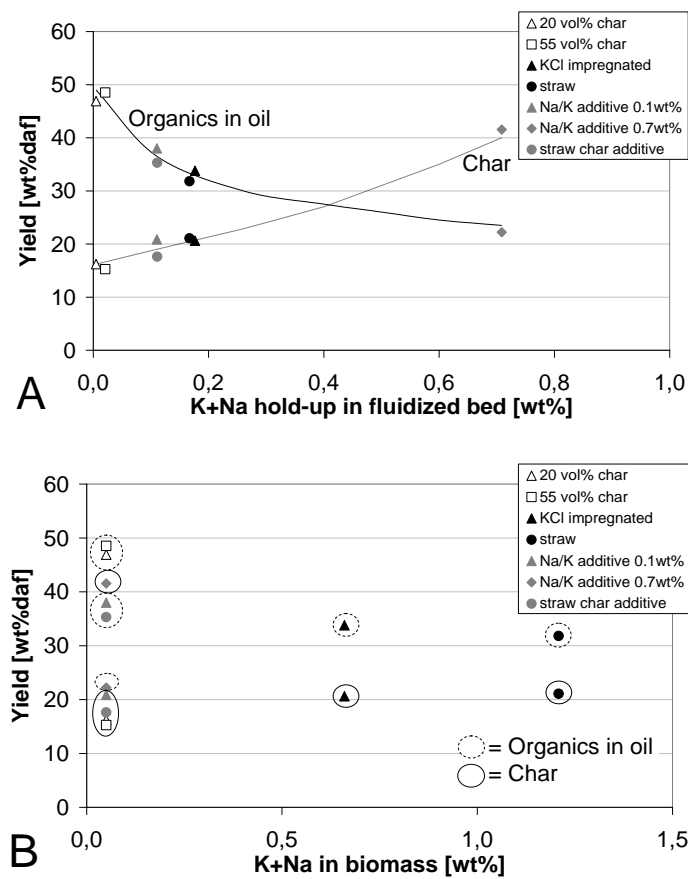 60
50
40
30
20
10
0
Yield [wt%daf]
Organics in oil
Char
20 vol% char
55 vol% char
KCl impregnated
straw
Na/K additive 0.1wt%
Na/K additive 0.7wt%
straw char additive
0,0 0,2 0,4 0,6 0,8 1,0
K+Na hold-up in fluidized bed [wt%]
A
60
50
40
30
20
10
0
Yield [wt%daf]
20 vol% char
55 vol% char
KCl impregnated
straw
Na/K additive 0.1wt%
Na/K additive 0.7wt%
straw char additive
= Organics in oil
= Char
0,0 0,5 1,0 1,5
K+Na in biomass [wt%]
B